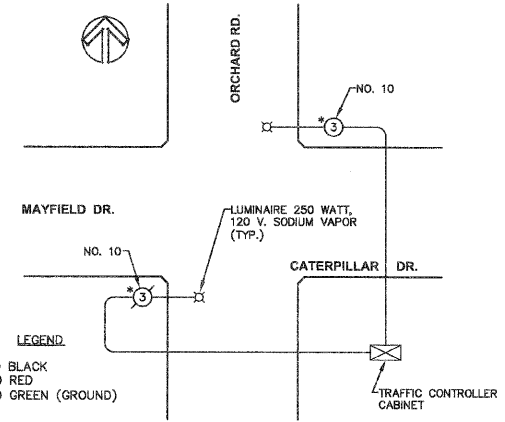 ORCHARD RD.
NO. 10
* 3
MAYFIELD DR.
LUMINAIRE 250 WATT,
120 V. SODIUM VAPOR
(TYP.)
NO. 10
* 3
CATERPILLAR DR.
LEGEND
) BLACK
) RED
) GREEN (GROUND)
TRAFFIC CONTROLLER
CABINET